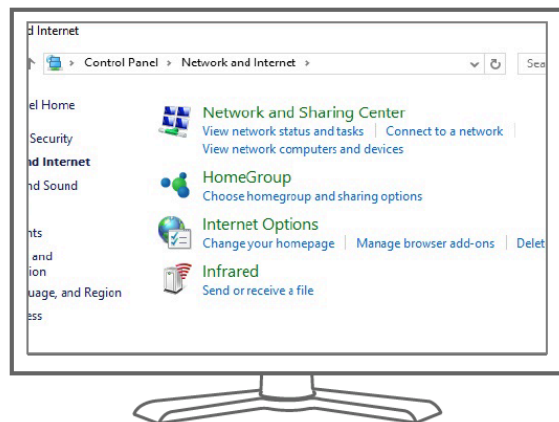 d Internet
Control Panel > Network and Internet >
Sea
el Home
Security
nd Internet
nd Sound
nts
and
ion
uage, and Region
ess
Network and Sharing Center
View network status and tasks | Connect to a network |
View network computers and devices
HomeGroup
Choose homegroup and sharing options
Internet Options
Change your homepage | Manage browser add-ons | Delet
Infrared
Send or receive a file